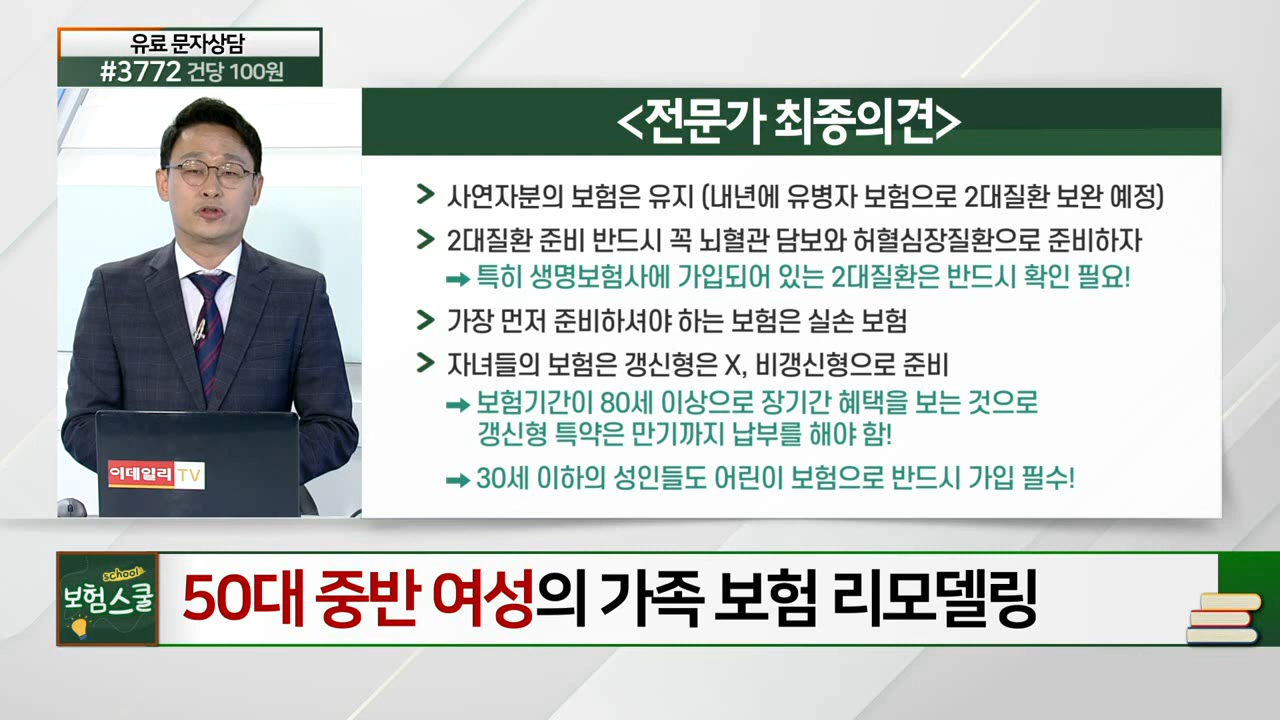 유료 문자상담
#3772 건당 100원
<전문가 최종의견>
사연자분의 보험은 유지 (내년에 유병자 보험으로 2대질환 보완 예정)
2대질환 준비 반드시 꼭 뇌혈관 담보와 허혈심장질환으로 준비하자
➡ 특히 생명보험사에 가입되어 있는 2대질환은 반드시 확인 필요!
가장 먼저 준비하셔야 하는 보험은 실손 보험
자녀들의 보험은 갱신형은 X, 비갱신형으로 준비
➡ 보험기간이 80세 이상으로 장기간 혜택을 보는 것으로
갱신형 특약은 만기까지 납부를 해야 함!
➡ 30세 이하의 성인들도 어린이 보험으로 반드시 가입 필수!
이데일리 TV
school
보험스쿨
50대 중반 여성의 가족 보험 리모델링